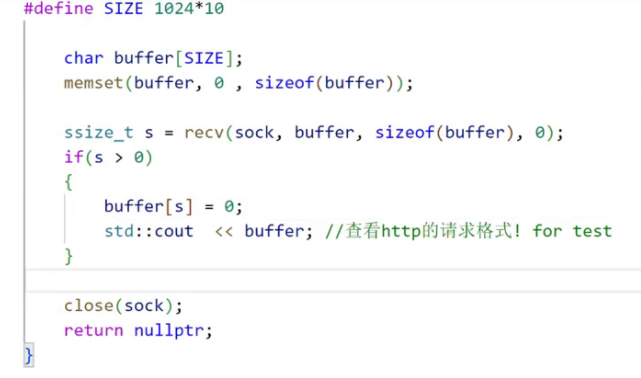 #define SIZE 1024*10
char buffer[SIZE];
memset(buffer, 0 , sizeof(buffer));
ssize_t s = recv(sock, buffer, sizeof(buffer), 0);
if(s > 0)
{
buffer[s] = 0;
std::cout  << buffer; //查看http的请求格式! for test
}
close(sock);
return nullptr;
}